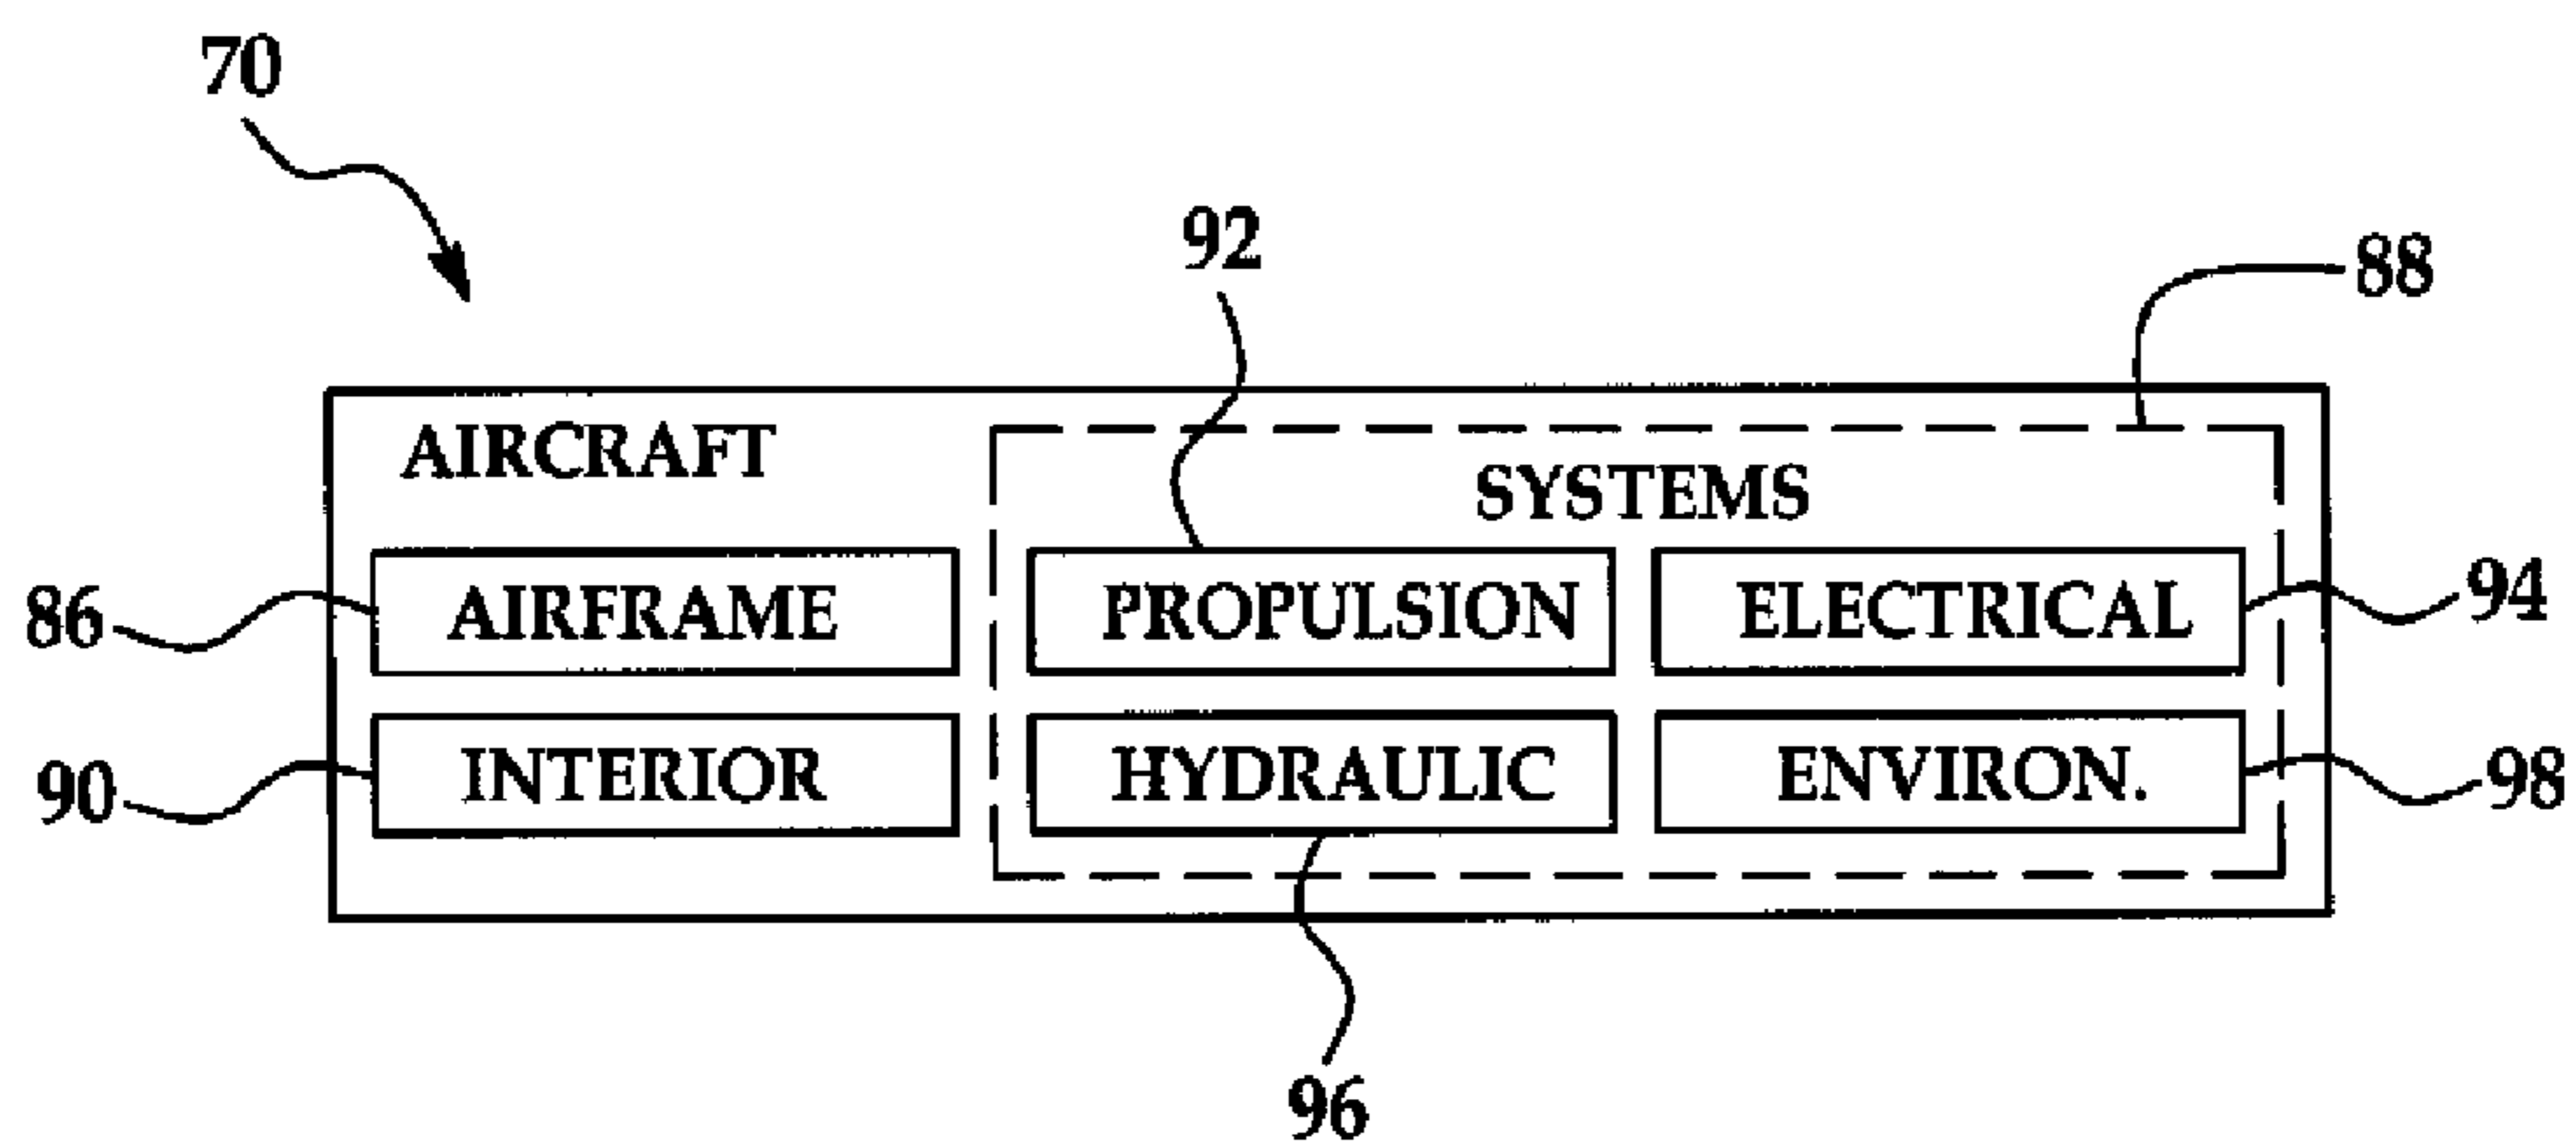 70
92
88
AIRCRAFT
SYSTEMS
86
AIRFRAME
PROPULSION
ELECTRICAL
94
90
INTERIOR
HYDRAULIC
ENVIRON.
98
96